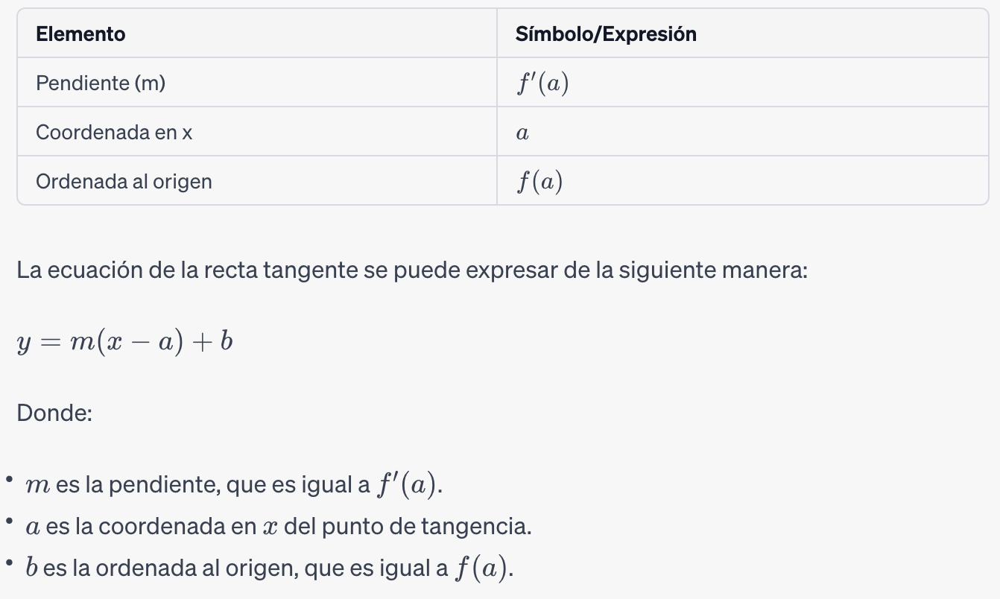 Elemento Símbolo/Expresión
Pendiente (m) f′(a)
Coordenada en x a
Ordenada al origen f(a)
La ecuación de la recta tangente se puede expresar de la siguiente manera:
y = m(x − a) + b
Donde:
• m es la pendiente, que es igual a f′(a).
• a es la coordenada en x del punto de tangencia.
• b es la ordenada al origen, que es igual a f(a).